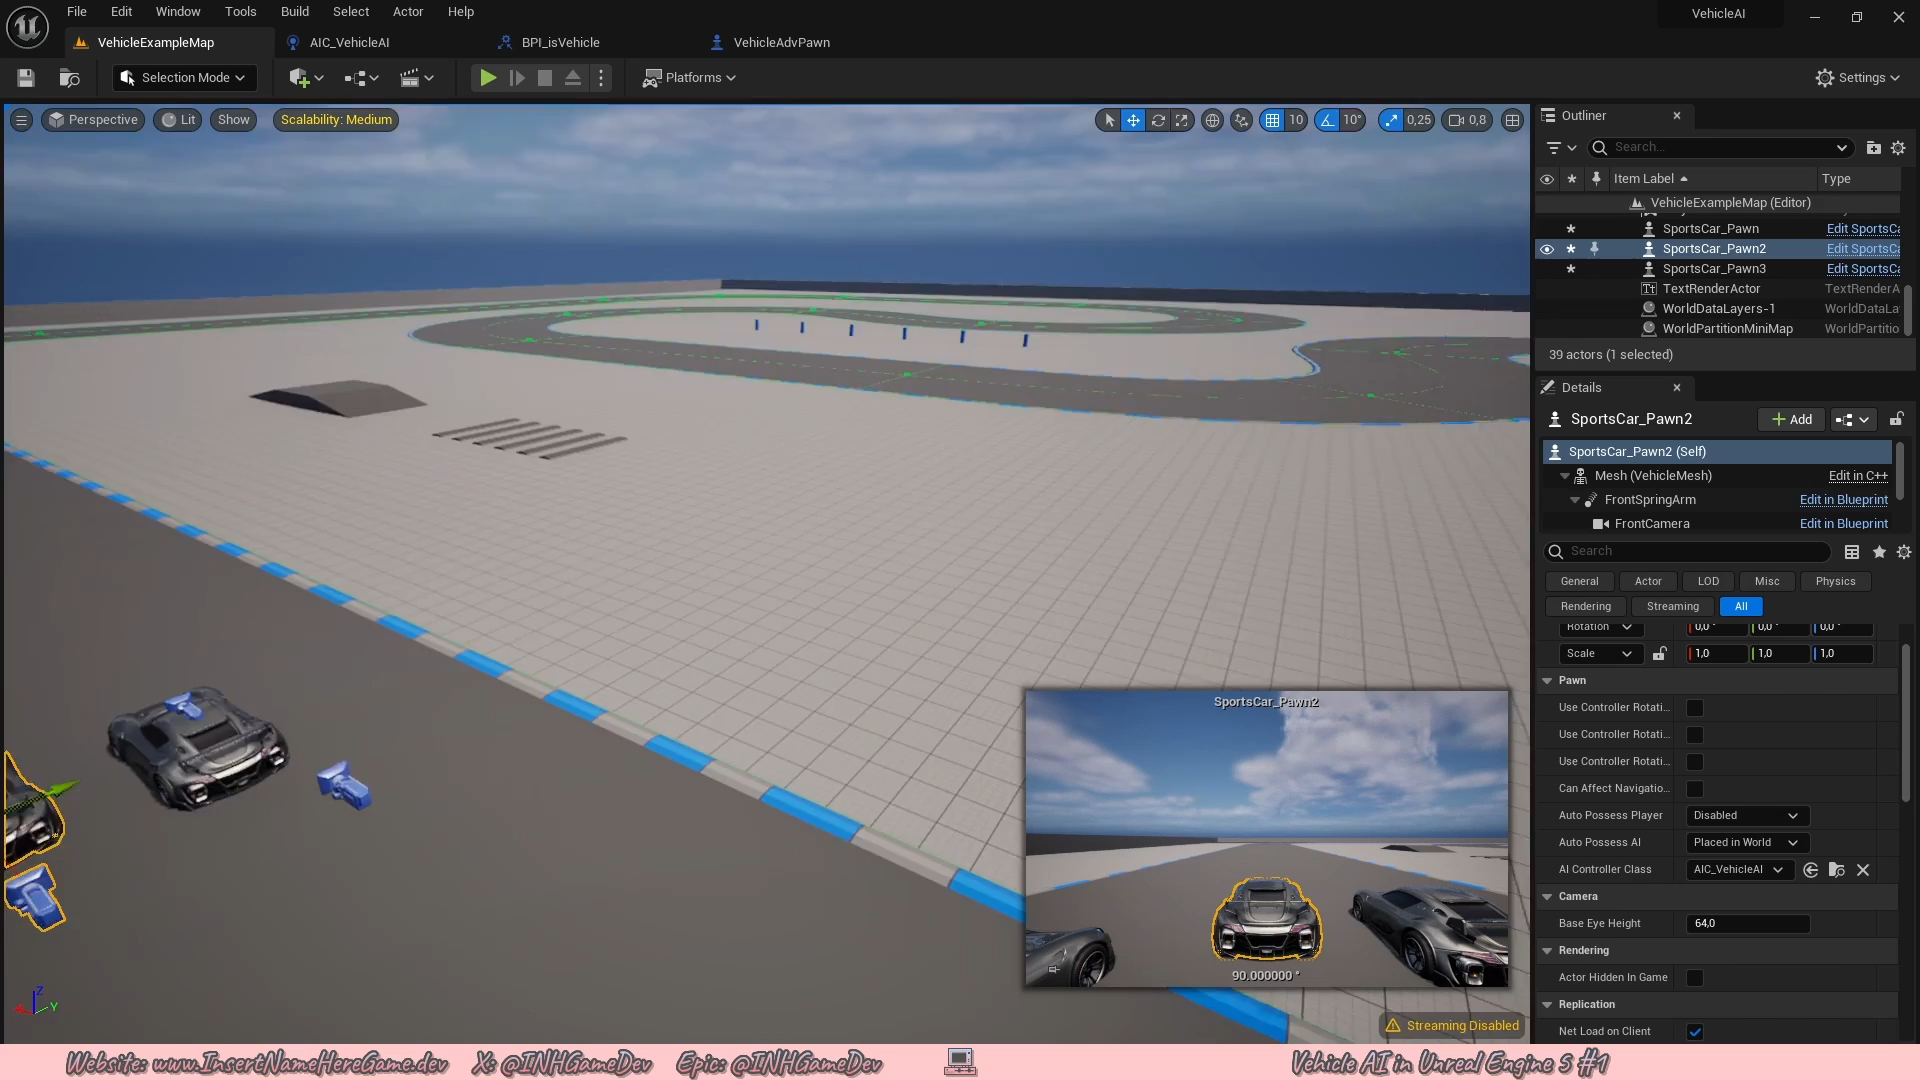 File Edit Window Tools Build Select Actor Help
VehicleAI
VehicleExampleMap AIC_VehicleAI BPI_isVehicle VehicleAdvPawn
Selection Mode Platforms Settings
Perspective Lit Show Scalability: Medium 10 10° 0,25 0,8
Outliner
Search...
Item Label Type
VehicleExampleMap (Editor)
SportsCar_Pawn Edit SportsCa
SportsCar_Pawn2 Edit SportsCa
SportsCar_Pawn3 Edit SportsCa
TextRenderActor TextRenderA
WorldDataLayers-1 WorldDataLa
WorldPartitionMiniMap WorldPartitio
39 actors (1 selected)
Details
SportsCar_Pawn2 Add
SportsCar_Pawn2 (Self)
Mesh (VehicleMesh) Edit in C++
FrontSpringArm Edit in Blueprint
FrontCamera Edit in Blueprint
Search
General Actor LOD Misc Physics
Rendering Streaming All
Rotation 0,0 ° 0,0 ° 0,0 °
Scale 1,0 1,0 1,0
Pawn
Use Controller Rotati...
Use Controller Rotati...
Use Controller Rotati...
Can Affect Navigatio...
Auto Possess Player Disabled
Auto Possess AI Placed in World
AI Controller Class AIC_VehicleAI
Camera
Base Eye Height 64,0
Rendering
Actor Hidden In Game
Replication
Net Load on Client
SportsCar_Pawn2
90.000000 °
Streaming Disabled
Z
Y
Website: www.InsertNameHereGame.dev X: @INHGameDev Epic: @INHGameDev Vehicle AI in Unreal Engine 5 #1